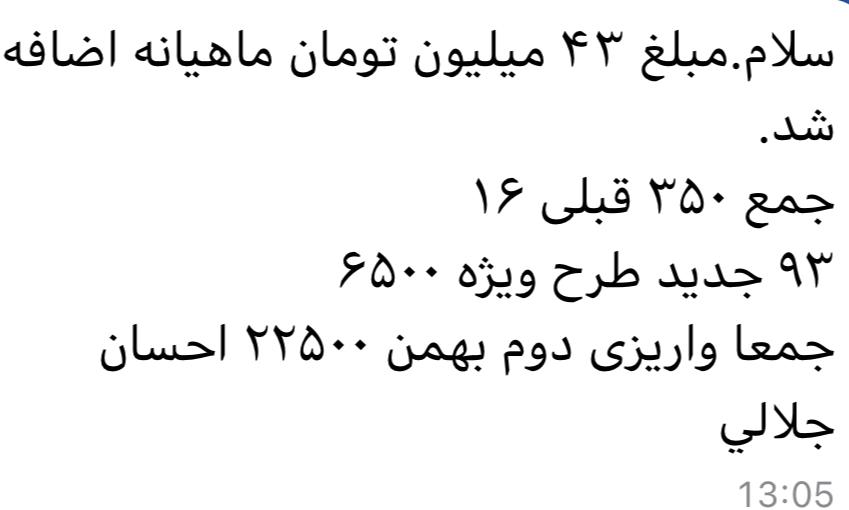 سلام.مبلغ ۴۳ میلیون تومان ماهیانه اضافه
شد.
جمع ۳۵۰ قبلی ۱۶
۹۳ جدید طرح ویژه ۶۵۰۰
جمعا واریزی دوم بهمن ۲۲۵۰۰ احسان
جلالي
13:05